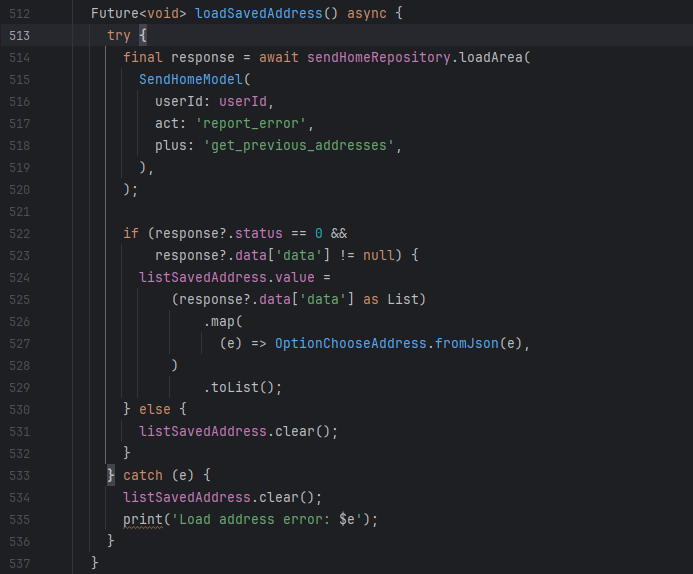 512 Future<void> loadSavedAddress() async {
513 try {
514 final response = await sendHomeRepository.loadArea(
515 SendHomeModel(
516 userId: userId,
517 act: 'report_error',
518 plus: 'get_previous_addresses',
519 ),
520 );
521
522 if (response?.status == 0 &&
523 response?.data['data'] != null) {
524 listSavedAddress.value =
525 (response?.data['data'] as List)
526 .map(
527 (e) => OptionChooseAddress.fromJson(e),
528 )
529 .toList();
530 } else {
531 listSavedAddress.clear();
532 }
533 } catch (e) {
534 listSavedAddress.clear();
535 print('Load address error: $e');
536 }
537 }